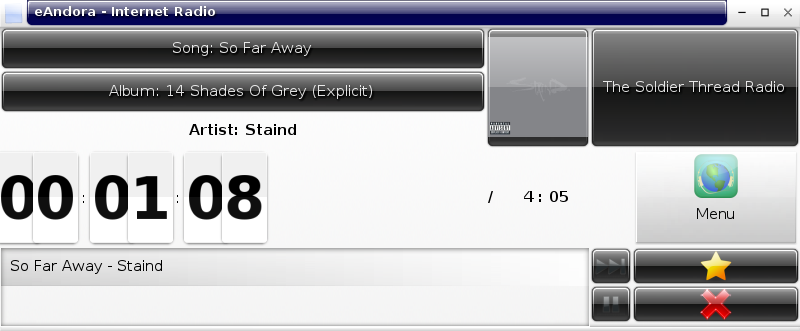 eAndora - Internet Radio
Song: So Far Away
Album: 14 Shades Of Grey (Explicit)
Artist: Staind
The Soldier Thread Radio
00 : 01 : 08
/ 4 : 05
Menu
So Far Away - Staind